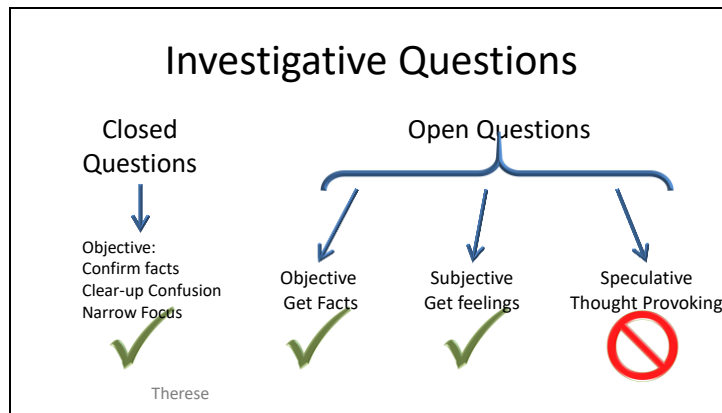 Investigative Questions
Closed
Questions
Open Questions
Objective:
Confirm facts
Clear-up Confusion
Narrow Focus
Objective
Get Facts
Subjective
Get feelings
Speculative
Thought Provoking
Therese